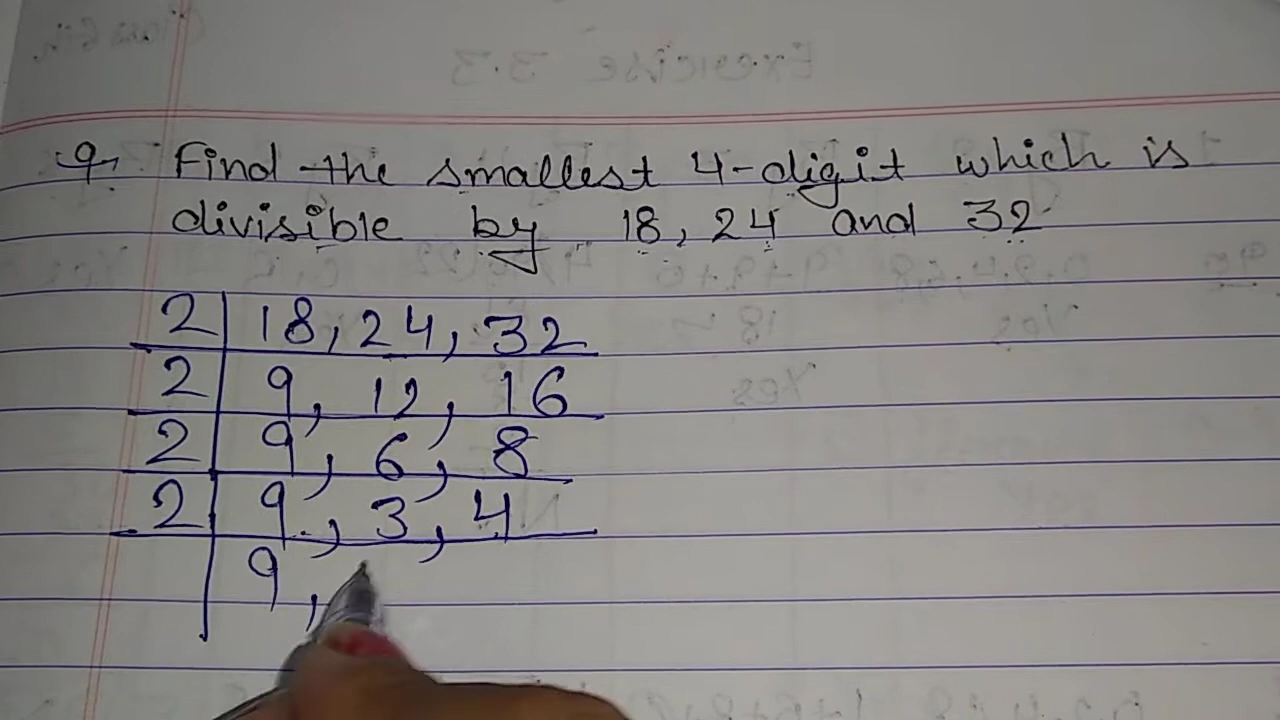 Q. Find the smallest 4-digit which is
divisible by 18, 24 and 32
2 | 18, 24, 32
2 | 9, 12, 16
2 | 9, 6, 8
2 | 9, 3, 4
9,